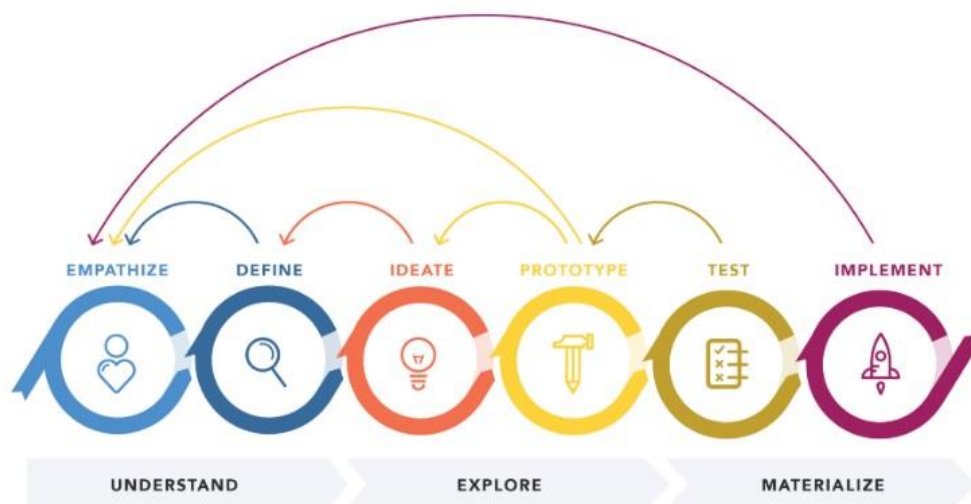 EMPATHIZE
DEFINE
IDEATE
PROTOTYPE
TEST
IMPLEMENT
UNDERSTAND
EXPLORE
MATERIALIZE